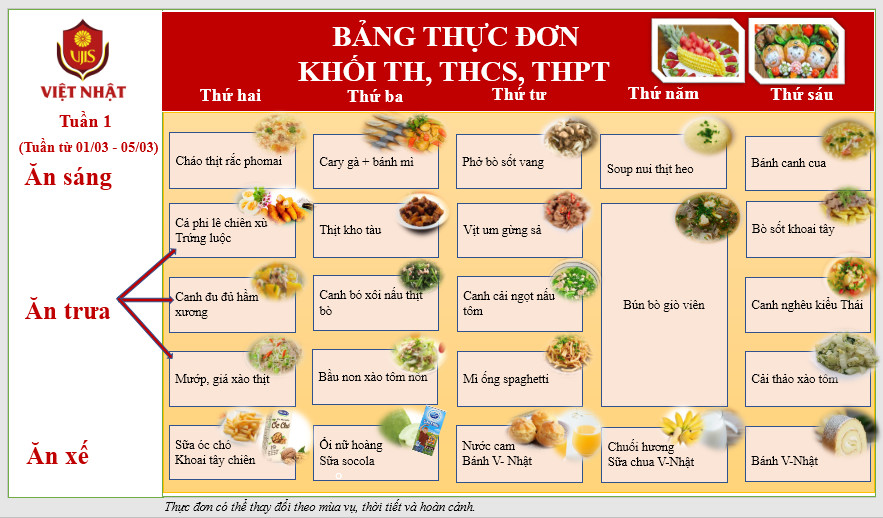 BẢNG THỰC ĐƠN
KHỐI TH, THCS, THPT
VJIS
VIỆT NHẬT
Thứ hai
Thứ ba
Thứ tư
Thứ năm
Thứ sáu
Tuần 1
(Tuần từ 01/03 - 05/03)
Ăn sáng
Cháo thịt rắc phomai
Cary gà + bánh mì
Phở bò sốt vang
Soup nui thịt heo
Bánh canh cua
Ăn trưa
Cá phi lê chiên xù
Trứng luộc
Thịt kho tàu
Vịt um gừng sả
Bún bò giò viên
Bò sốt khoai tây
Canh đu đủ hầm
xương
Canh bó xôi nấu thịt
bò
Canh cải ngọt nấu
tôm
Canh nghêu kiểu Thái
Mướp, giá xào thịt
Bầu non xào tôm nõn
Mì ống spaghetti
Cải thảo xào tôm
Ăn xế
Sữa óc chó
Khoai tây chiên
Ổi nữ hoàng
Sữa socola
Nước cam
Bánh V- Nhật
Chuối hương
Sữa chua V-Nhật
Bánh V-Nhật
Thực đơn có thể thay đổi theo mùa vụ, thời tiết và hoàn cảnh.